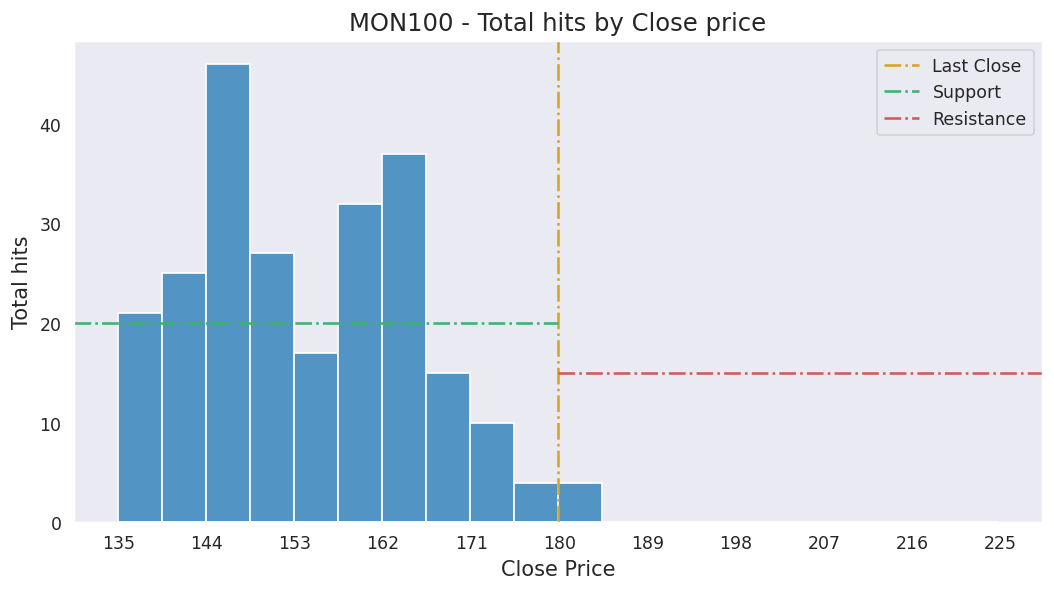 MON100 - Total hits by Close price
Last Close
Support
Resistance
Total hits
40
30
20
10
0
135 144 153 162 171 180 189 198 207 216 225
Close Price